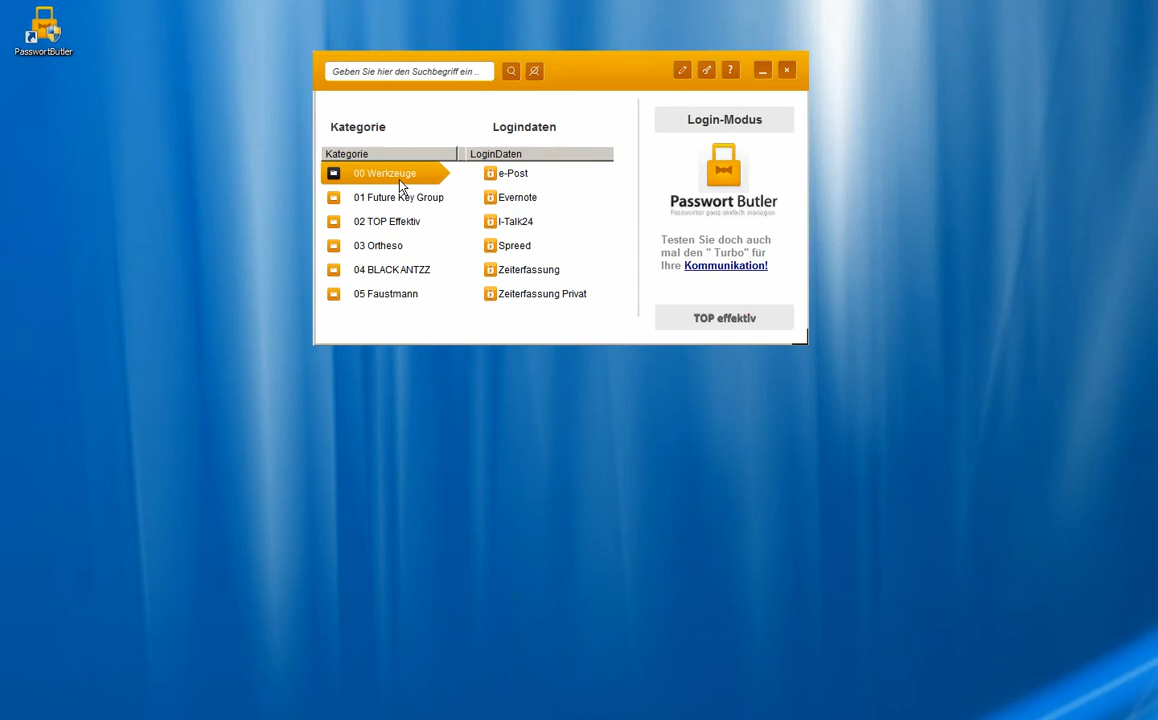 PasswortButler
Geben Sie hier den Suchbegriff ein ..
?
Kategorie
Logindaten
Login-Modus
Kategorie
LoginDaten
00 Werkzeuge
e-Post
01 Future Key Group
Evernote
02 TOP Effektiv
I-Talk24
03 Ortheso
Spreed
04 BLACK ANTZZ
Zeiterfassung
05 Faustmann
Zeiterfassung Privat
Passwort Butler
Passwörter ganz einfach managen
Testen Sie doch auch
mal den " Turbo" für
Ihre Kommunikation!
TOP effektiv